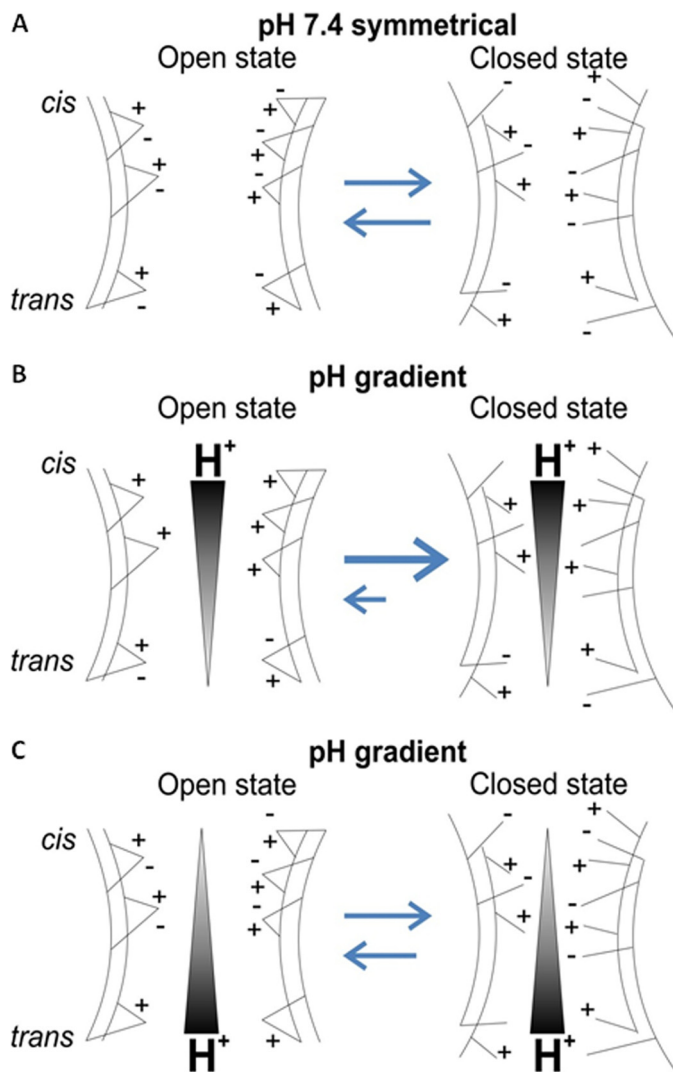 A
pH 7.4 symmetrical
Open state
Closed state
cis
trans
B
pH gradient
Open state
Closed state
cis
H⁺
H⁺
trans
C
pH gradient
Open state
Closed state
cis
trans
H⁺
H⁺